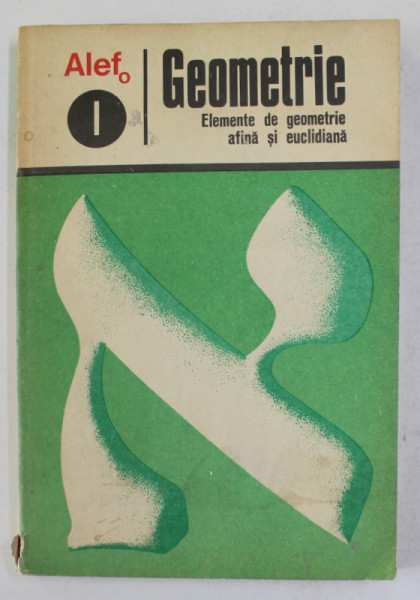 Alef₀
I
Geometrie
Elemente de geometrie
afină și euclidiană
א